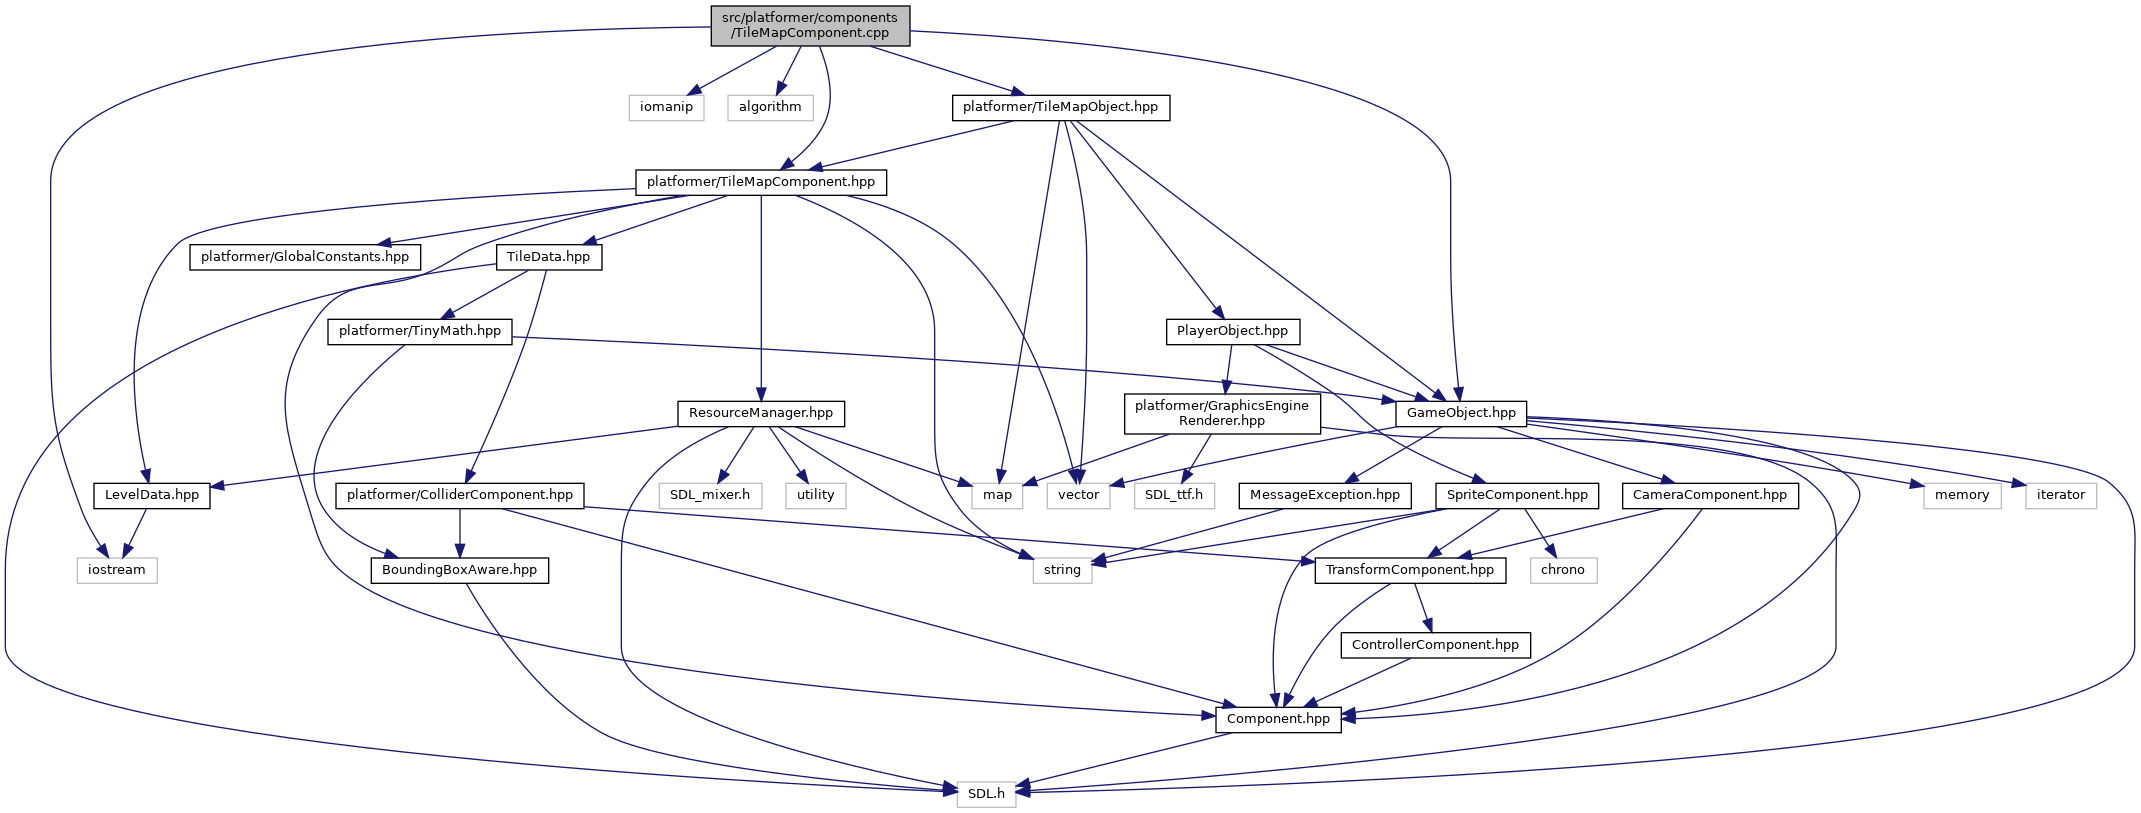 src/platformer/components
/TileMapComponent.cpp
iomanip
algorithm
platformer/TileMapObject.hpp
platformer/TileMapComponent.hpp
platformer/GlobalConstants.hpp
TileData.hpp
platformer/TinyMath.hpp
PlayerObject.hpp
ResourceManager.hpp
platformer/GraphicsEngine
Renderer.hpp
GameObject.hpp
LevelData.hpp
platformer/ColliderComponent.hpp
SDL_mixer.h
utility
map
vector
SDL_ttf.h
MessageException.hpp
SpriteComponent.hpp
CameraComponent.hpp
memory
iterator
iostream
BoundingBoxAware.hpp
string
TransformComponent.hpp
chrono
ControllerComponent.hpp
Component.hpp
SDL.h